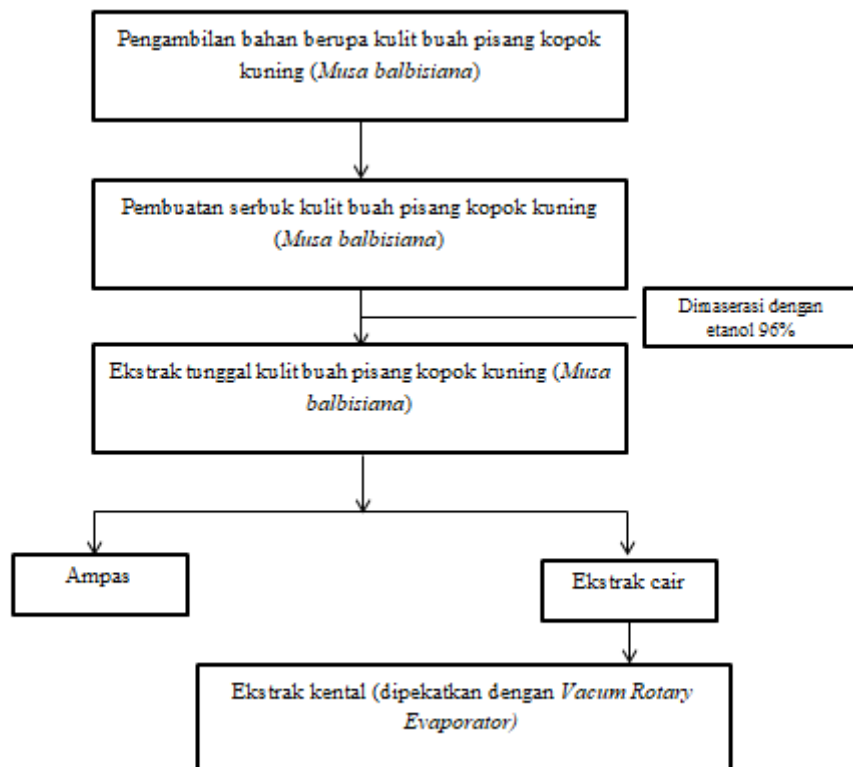 Pengambilan bahan berupa kulit buah pisang kopok
kuning (Musa balbisiana)
Pembuatan serbuk kulit buah pisang kopok kuning
(Musa balbisiana)
Dimaserasi dengan
etanol 96%
Ekstrak tunggal kulit buah pisang kopok kuning (Musa
balbisiana)
Ampas
Ekstrak cair
Ekstrak kental (dipekatkan dengan Vacum Rotary
Evaporator)